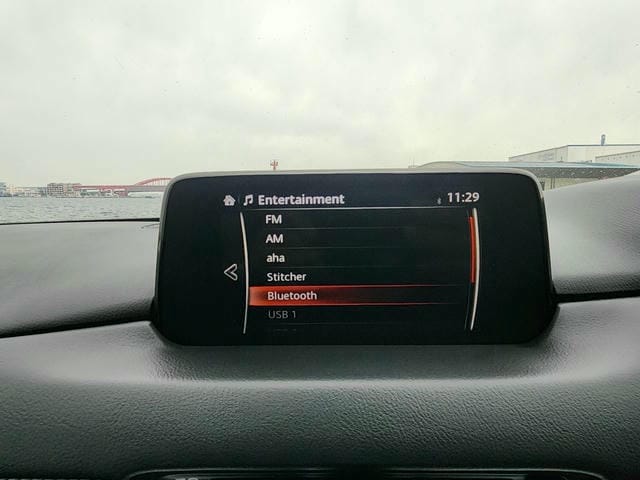 Entertainment 11:29
FM
AM
aha
Stitcher
Bluetooth
USB 1